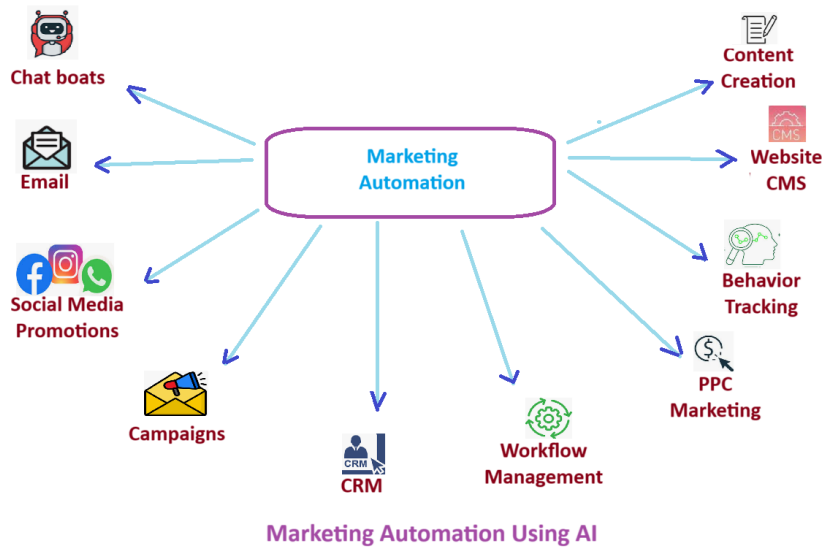 Chat boats
Content
Creation
CMS
Marketing
Automation
Website
CMS
Email
Behavior
Tracking
Social Media
Promotions
$
PPC
Marketing
Campaigns
CRM
CRM
Workflow
Management
Marketing Automation Using AI